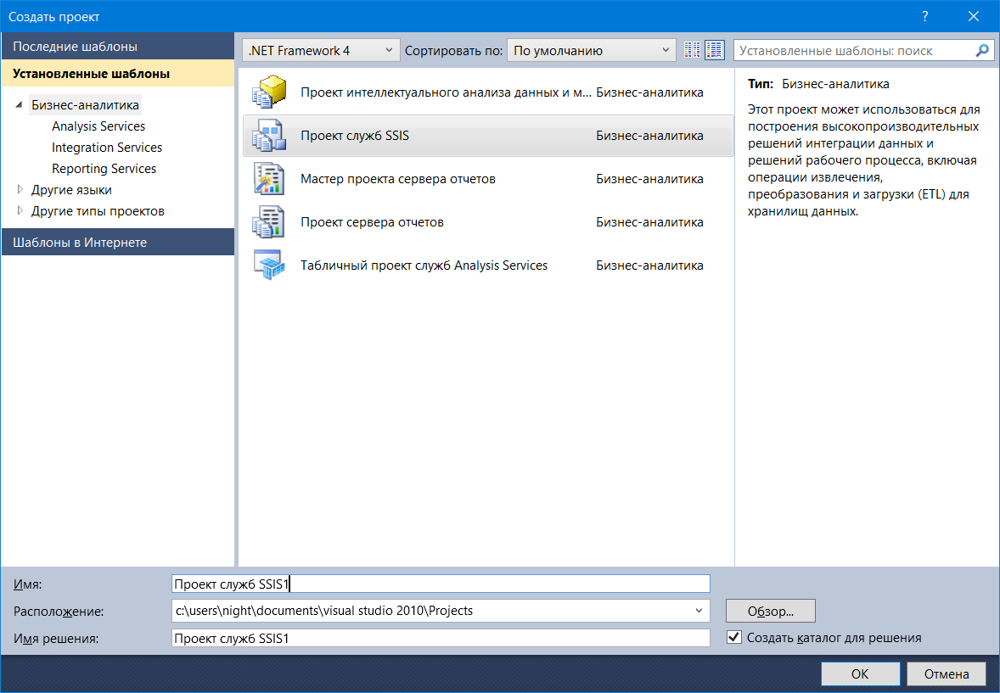 Создать проект
?
Последние шаблоны
Установленные шаблоны
Бизнес-аналитика
Analysis Services
Integration Services
Reporting Services
Другие языки
Другие типы проектов
Шаблоны в Интернете
.NET Framework 4
Сортировать по:
По умолчанию
Установленные шаблоны: поиск
Проект интеллектуального анализа данных и м... Бизнес-аналитика
Проект служб SSIS Бизнес-аналитика
Мастер проекта сервера отчетов Бизнес-аналитика
Проект сервера отчетов Бизнес-аналитика
Табличный проект служб Analysis Services Бизнес-аналитика
Тип: Бизнес-аналитика
Этот проект может использоваться для
построения высокопроизводительных
решений интеграции данных и
решений рабочего процесса, включая
операции извлечения,
преобразования и загрузки (ETL) для
хранилищ данных.
Имя: Проект служб SSIS1
Расположение: c:\users\night\documents\visual studio 2010\Projects
Обзор...
Имя решения: Проект служб SSIS1
Создать каталог для решения
OK
Отмена